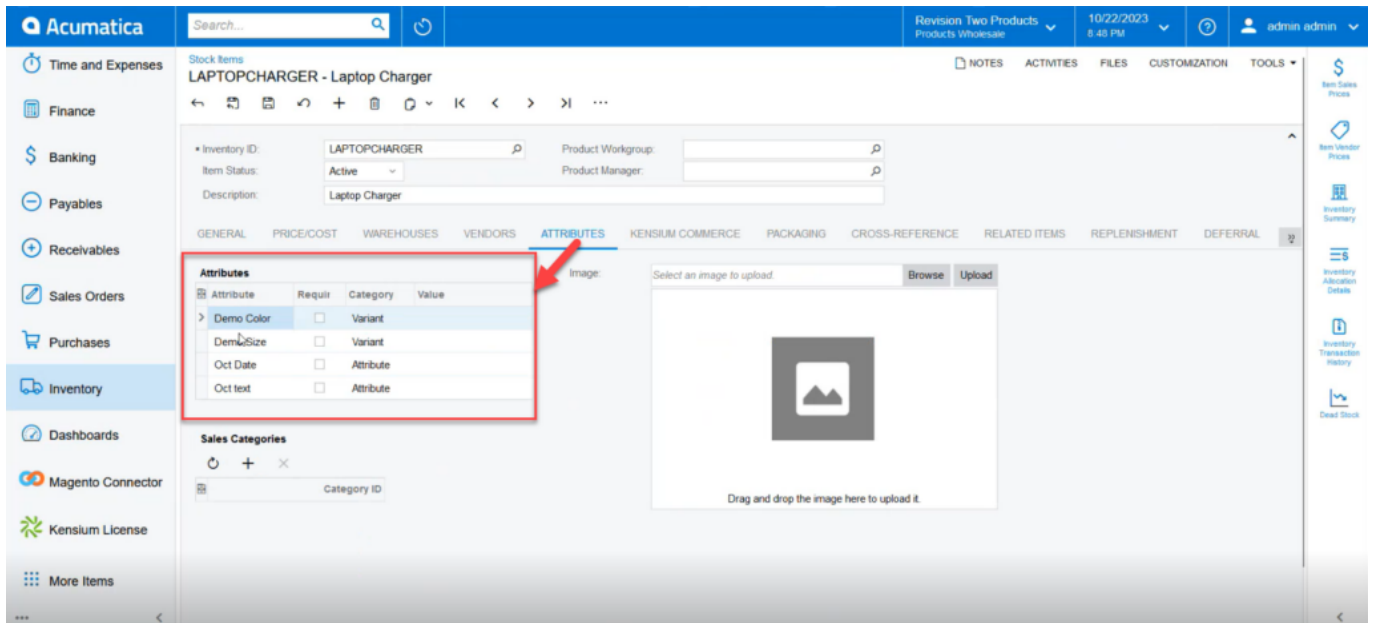 Acumatica
Search...
Revision Two Products
Products Wholesale
10/22/2023
8:48 PM
admin admin
Time and Expenses
Finance
Banking
Payables
Receivables
Sales Orders
Purchases
Inventory
Dashboards
Magento Connector
Kensium License
More Items
Stock Items
LAPTOPCHARGER - Laptop Charger
NOTES ACTIVITIES FILES CUSTOMIZATION TOOLS
Inventory ID: LAPTOPCHARGER Product Workgroup:
Item Status: Active Product Manager:
Description: Laptop Charger
GENERAL PRICE/COST WAREHOUSES VENDORS ATTRIBUTES KENSIUM COMMERCE PACKAGING CROSS-REFERENCE RELATED ITEMS REPLENISHMENT DEFERRAL
Attributes
Attribute Requir Category Value
Demo Color Variant
Demo Size Variant
Oct Date Attribute
Oct text Attribute
Sales Categories
Category ID
Image: Select an image to upload. Browse Upload
Drag and drop the image here to upload it.
Item Sales
Prices
Item Vendor
Prices
Inventory
Summary
Inventory
Allocation
Details
Inventory
Transaction
History
Dead Stock